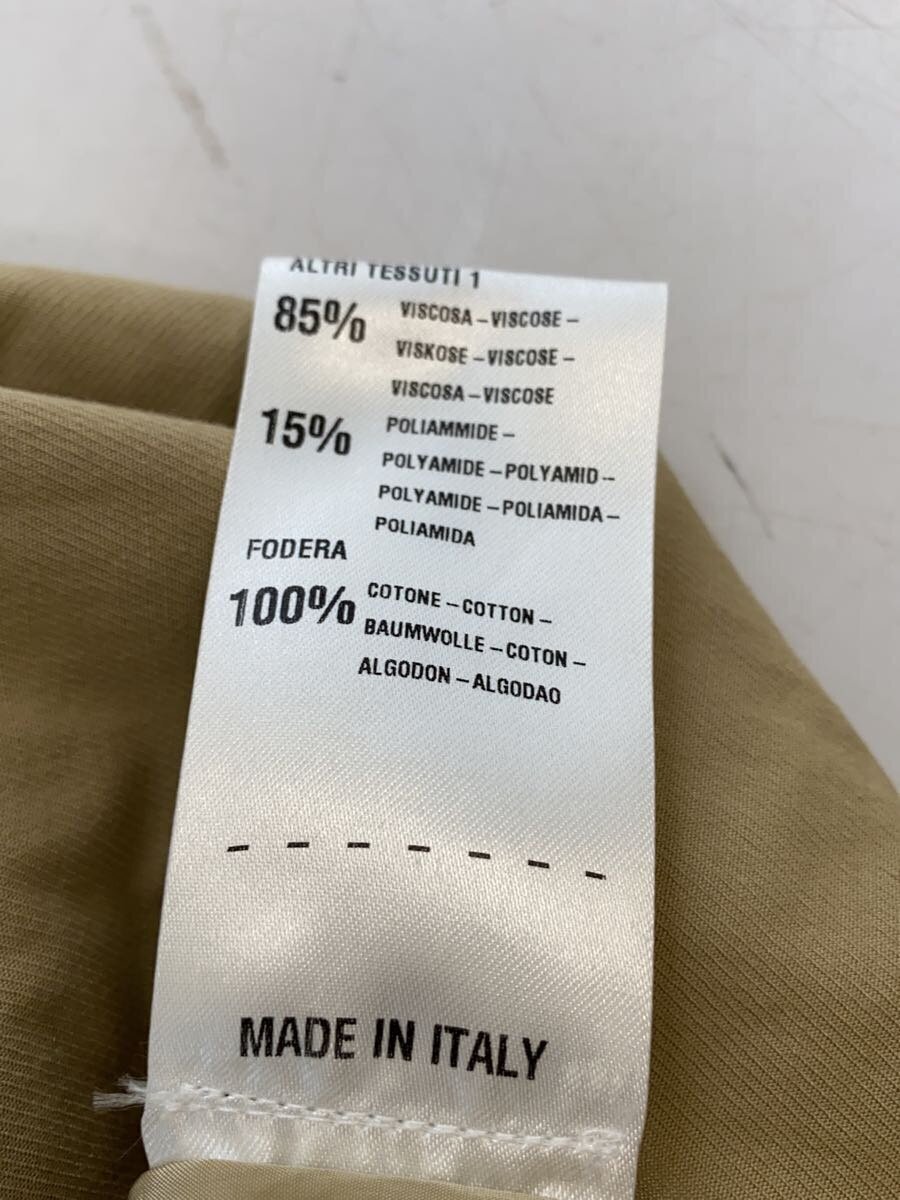 ALTRI TESSUTI 1
85% VISCOSA – VISCOSE –
VISKOSE – VISCOSE –
VISCOSA – VISCOSE
15% POLIAMMIDE –
POLYAMIDE – POLYAMID –
POLYAMIDE – POLIAMIDA –
POLIAMIDA
FODERA
100% COTONE – COTTON –
BAUMWOLLE – COTON –
ALGODON – ALGODAO
– – – – – – –
MADE IN ITALY